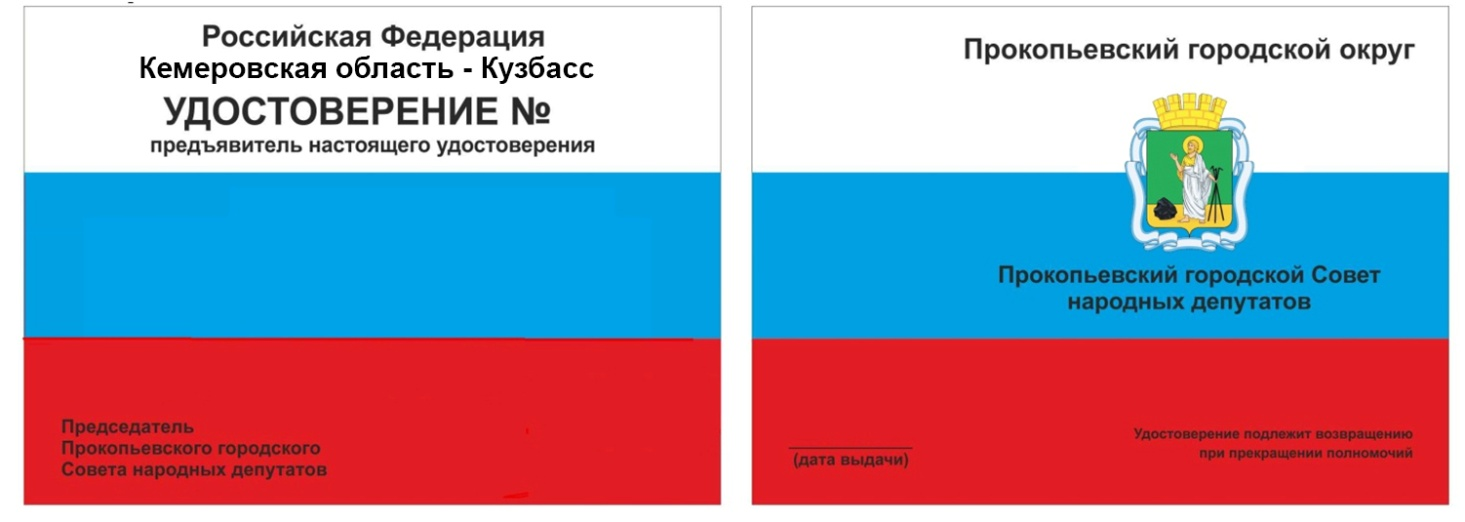 Российская Федерация
Кемеровская область - Кузбасс
УДОСТОВЕРЕНИЕ №
предъявитель настоящего удостоверения
Председатель
Прокопьевского городского
Совета народных депутатов
Прокопьевский городской округ
Прокопьевский городской Совет
народных депутатов
(дата выдачи)
Удостоверение подлежит возвращению
при прекращении полномочий